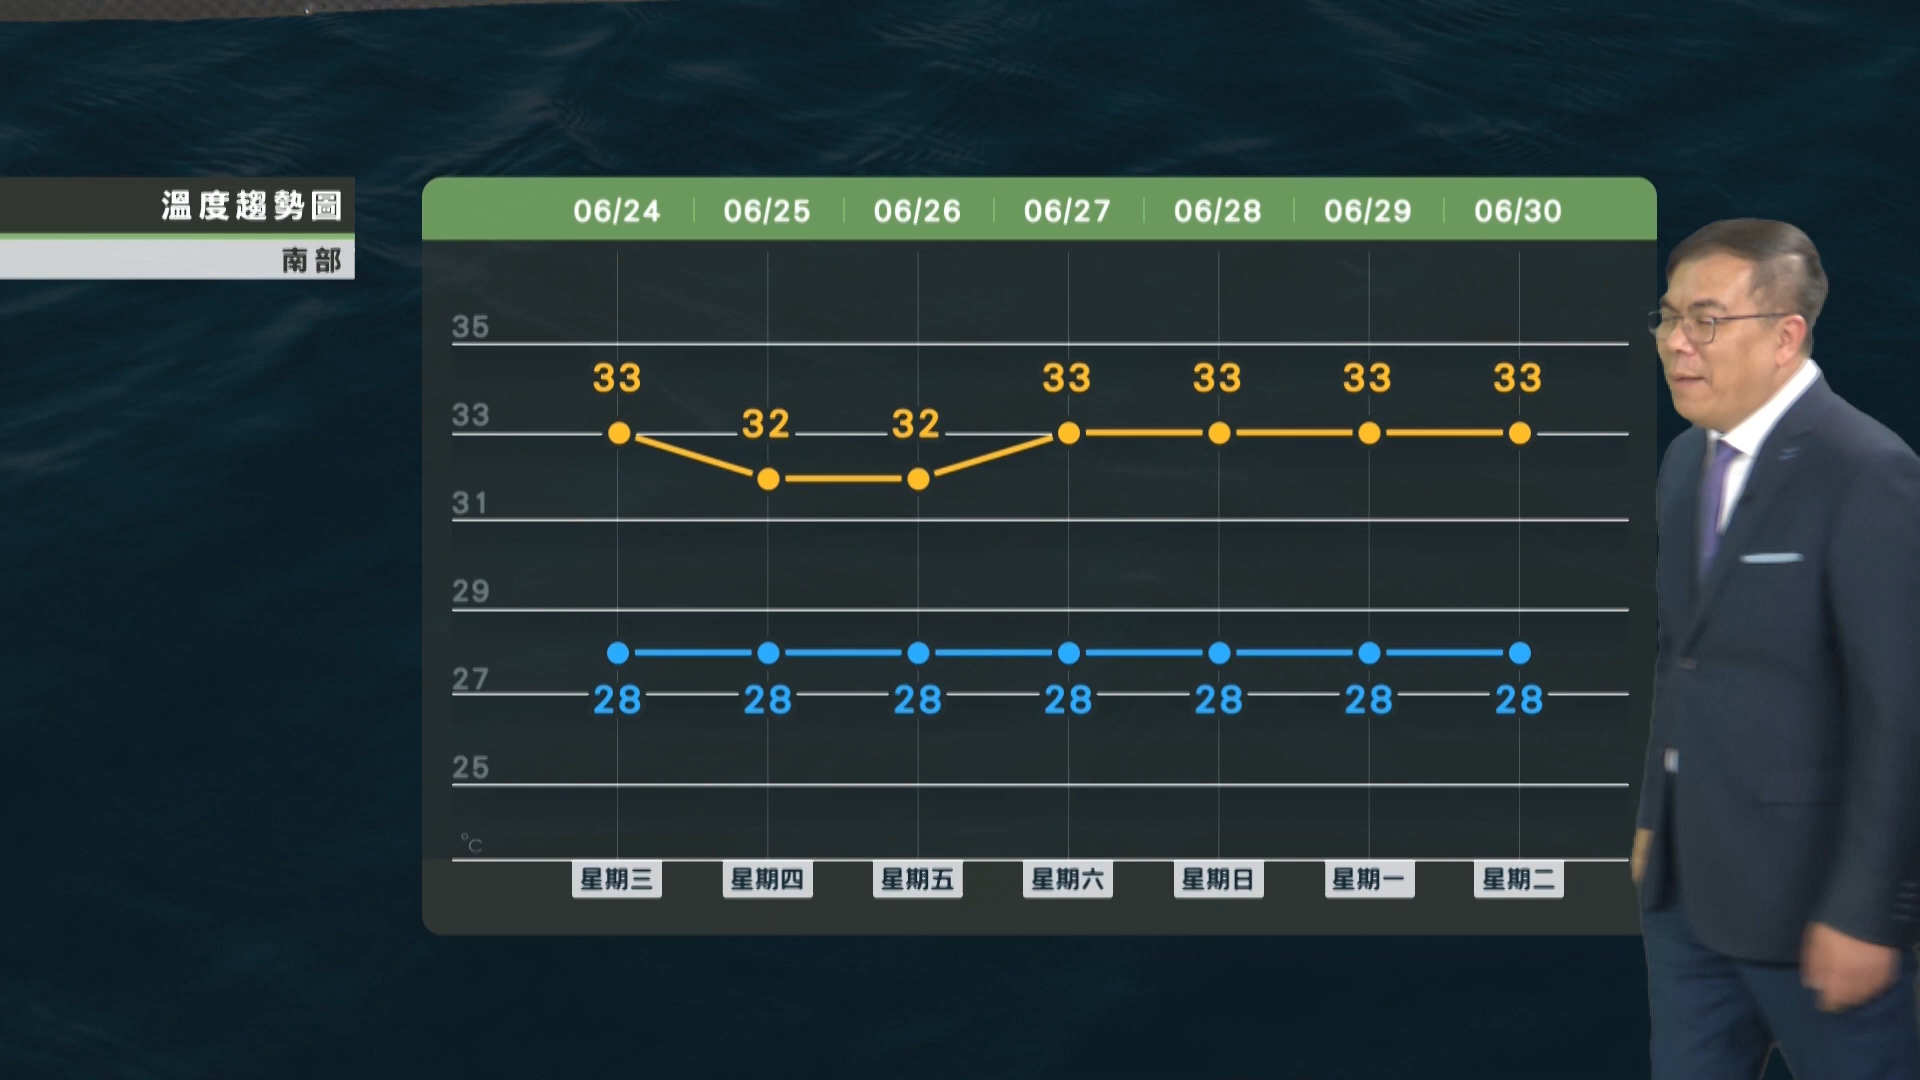 溫度趨勢圖
南部
06/24 06/25 06/26 06/27 06/28 06/29 06/30
35
33 33 33 33 33
33 32 32
31
29
27 28 28 28 28 28 28 28
25
°C
星期三 星期四 星期五 星期六 星期日 星期一 星期二